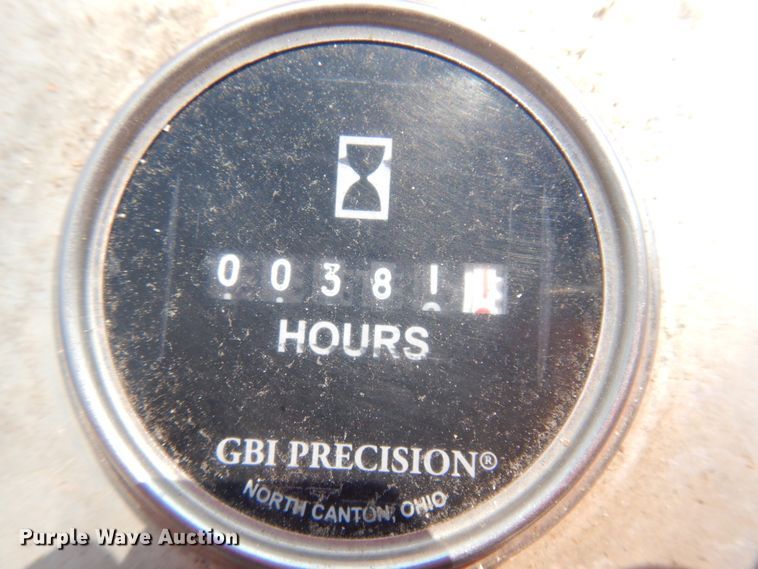 00381
HOURS
GBI PRECISION®
NORTH CANTON, OHIO
Purple Wave Auction